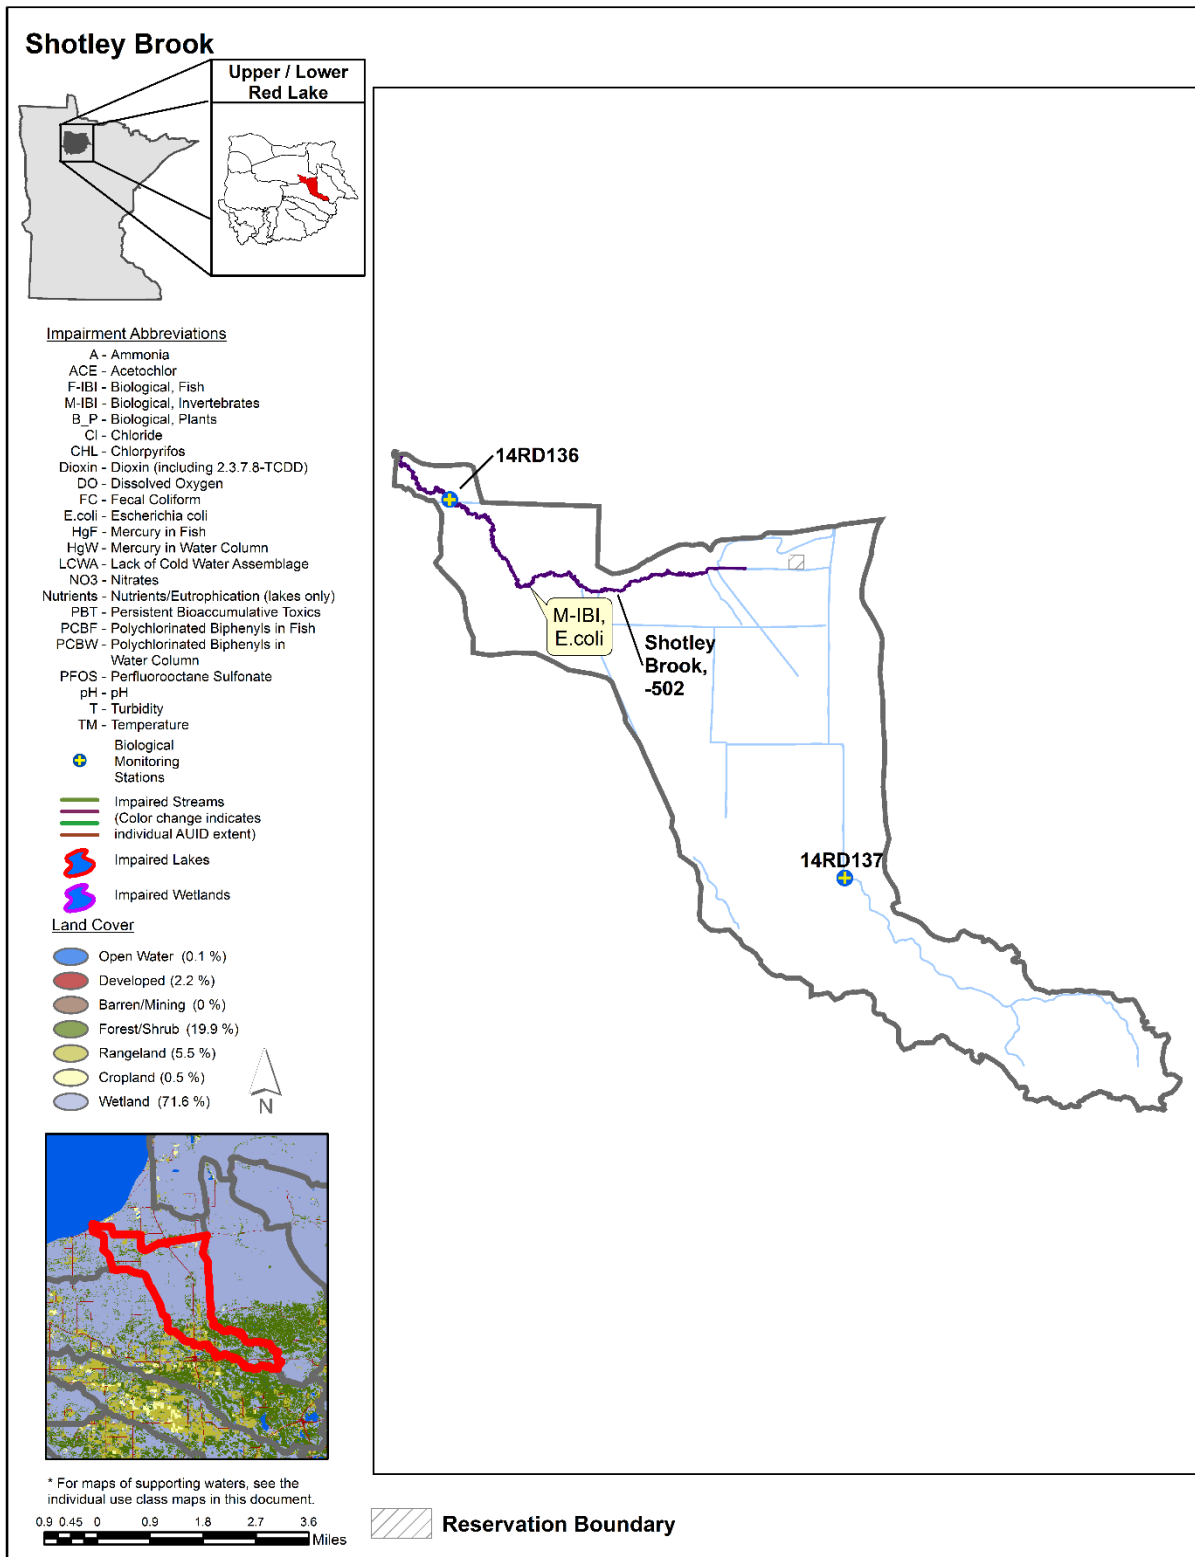 Shotley Brook
Upper / Lower
Red Lake
Impairment Abbreviations
A - Ammonia
ACE - Acetochlor
F-IBI - Biological, Fish
M-IBI - Biological, Invertebrates
B_P - Biological, Plants
Cl - Chloride
CHL - Chlorpyrifos
Dioxin - Dioxin (including 2.3.7.8-TCDD)
DO - Dissolved Oxygen
FC - Fecal Coliform
E.coli - Escherichia coli
HgF - Mercury in Fish
HgW - Mercury in Water Column
LCWA - Lack of Cold Water Assemblage
NO3 - Nitrates
Nutrients - Nutrients/Eutrophication (lakes only)
PBT - Persistent Bioaccumulative Toxics
PCBF - Polychlorinated Biphenyls in Fish
PCBW - Polychlorinated Biphenyls in
Water Column
PFOS - Perfluorooctane Sulfonate
pH - pH
T - Turbidity
TM - Temperature
Biological
Monitoring
Stations
Impaired Streams
(Color change indicates
individual AUID extent)
Impaired Lakes
Impaired Wetlands
Land Cover
Open Water (0.1 %)
Developed (2.2 %)
Barren/Mining (0 %)
Forest/Shrub (19.9 %)
Rangeland (5.5 %)
Cropland (0.5 %)
Wetland (71.6 %)
N
* For maps of supporting waters, see the
individual use class maps in this document.
0.9 0.45 0 0.9 1.8 2.7 3.6
Miles
14RD136
M-IBI,
E.coli
Shotley
Brook,
-502
14RD137
Reservation Boundary